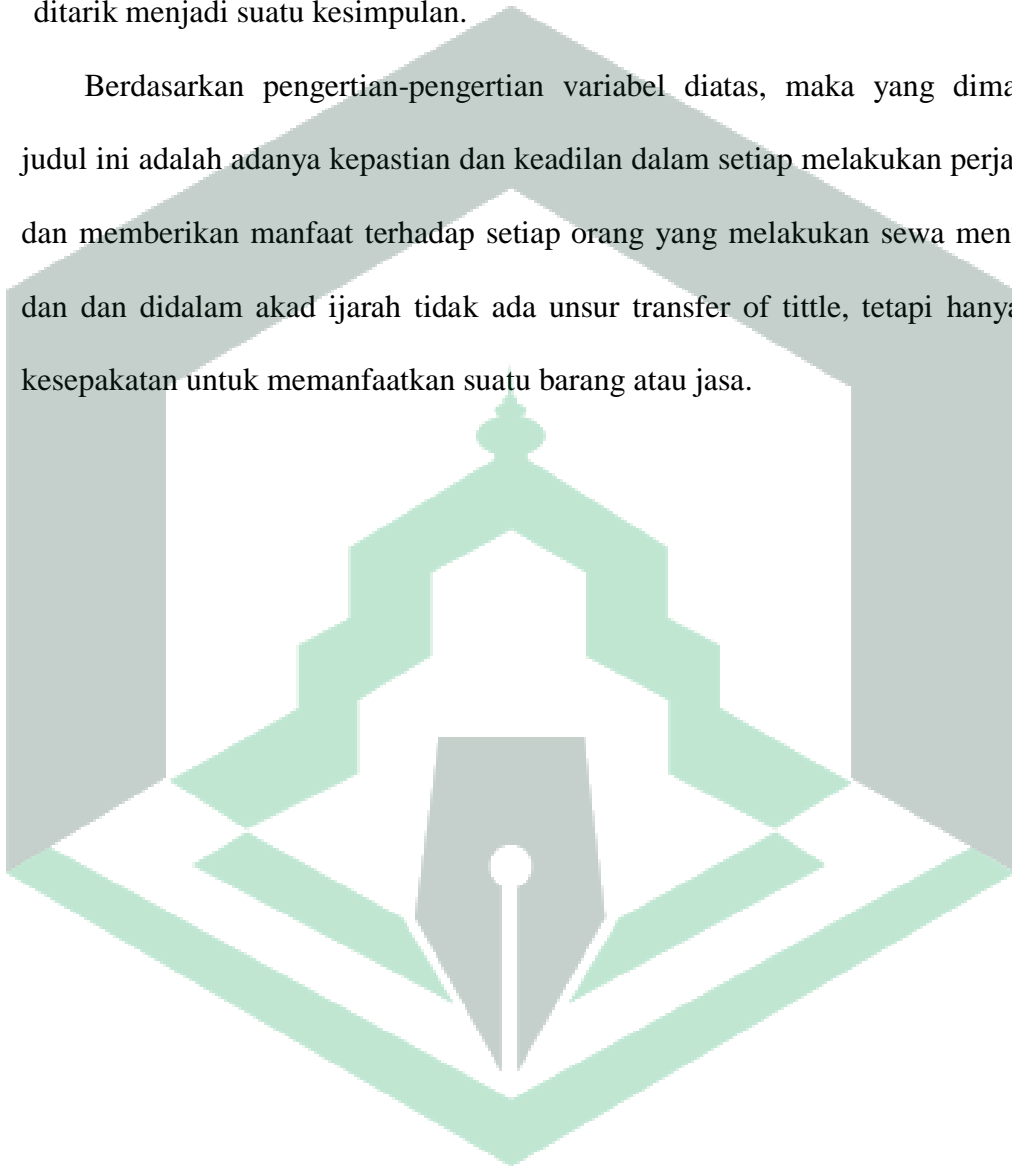 ditarik menjadi suatu kesimpulan.
Berdasarkan pengertian-pengertian variabel diatas, maka yang dima
judul ini adalah adanya kepastian dan keadilan dalam setiap melakukan perja
dan memberikan manfaat terhadap setiap orang yang melakukan sewa men
dan dan didalam akad ijarah tidak ada unsur transfer of tittle, tetapi hanya
kesepakatan untuk memanfaatkan suatu barang atau jasa.